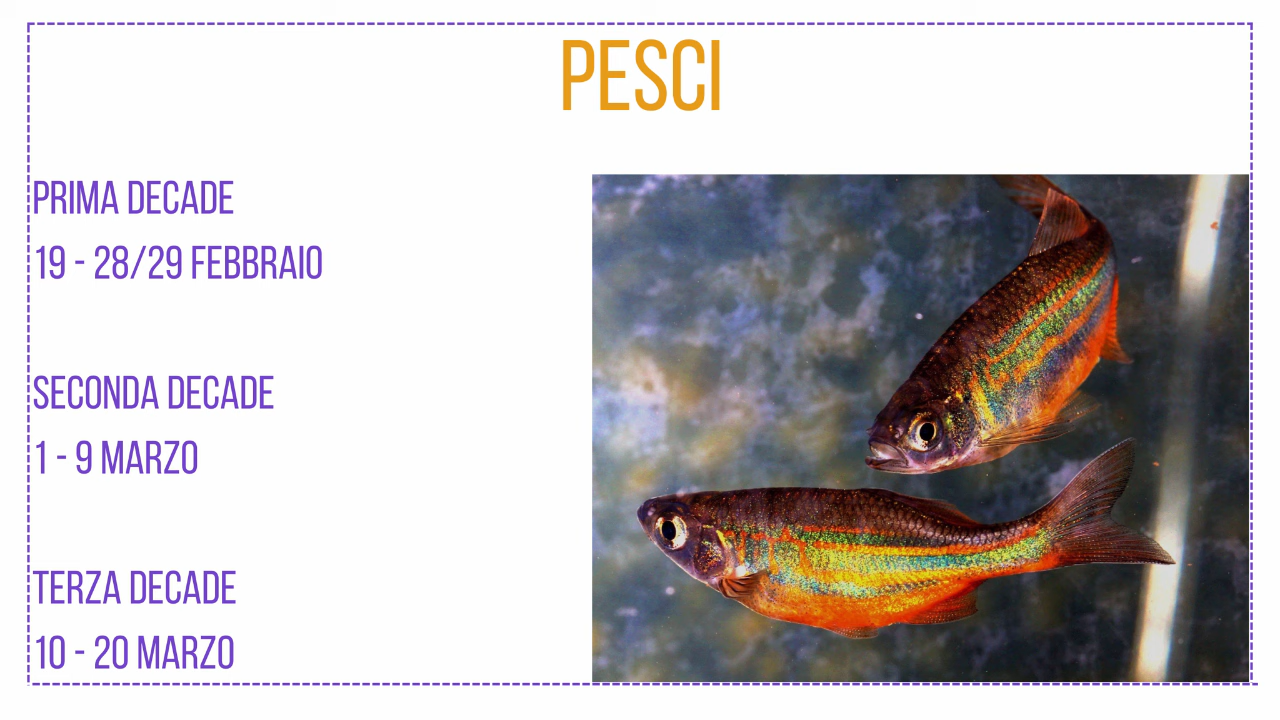 PESCI
PRIMA DECADE
19 - 28/29 FEBBRAIO
SECONDA DECADE
1 - 9 MARZO
TERZA DECADE
10 - 20 MARZO